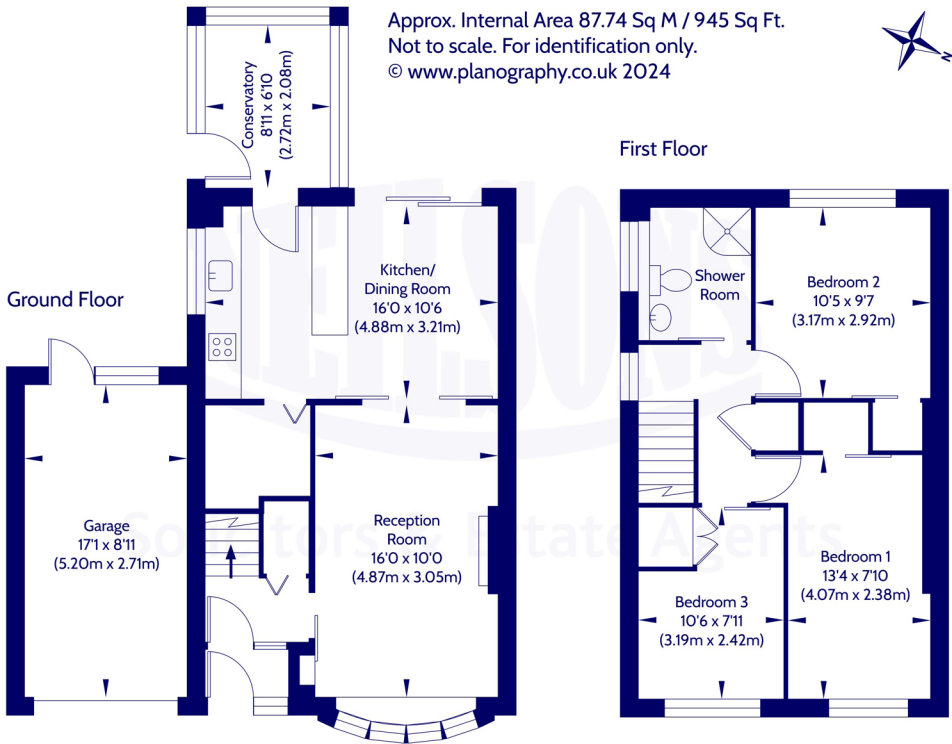 Approx. Internal Area 87.74 Sq M / 945 Sq Ft.
Not to scale. For identification only.
© www.planography.co.uk 2024
N
Conservatory
8'11 x 6'10
(2.72m x 2.08m)
First Floor
Ground Floor
Kitchen/
Dining Room
16'0 x 10'6
(4.88m x 3.21m)
Shower
Room
Bedroom 2
10'5 x 9'7
(3.17m x 2.92m)
Garage
17'1 x 8'11
(5.20m x 2.71m)
Reception
Room
16'0 x 10'0
(4.87m x 3.05m)
Bedroom 1
13'4 x 7'10
(4.07m x 2.38m)
Bedroom 3
10'6 x 7'11
(3.19m x 2.42m)
NEIL SONS
Solicitors & Estate Agents